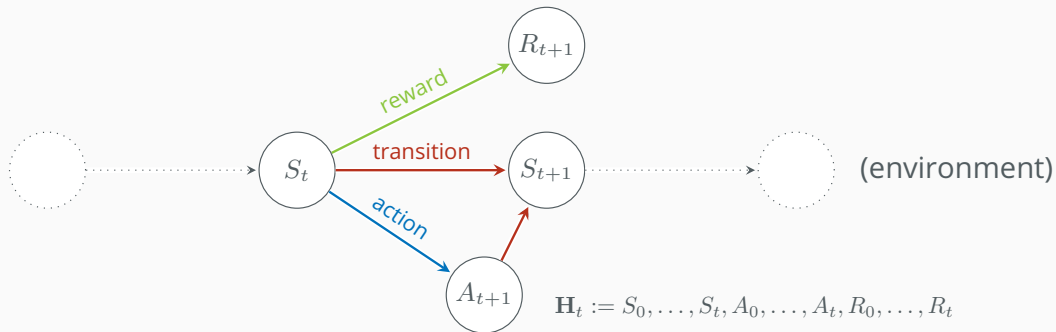 R_{t+1}
reward
transition
S_t
S_{t+1}
(environment)
action
A_{t+1}
H_t := S_0, . . . , S_t, A_0, . . . , A_t, R_0, . . . , R_t